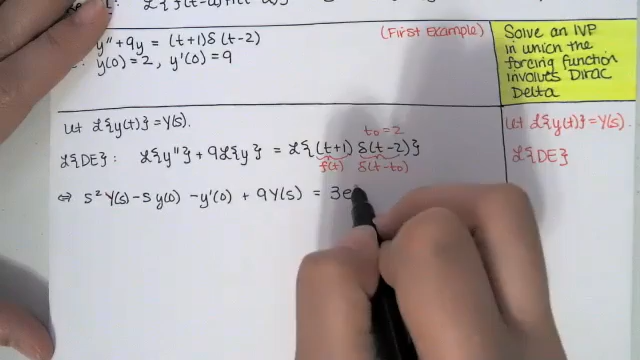 y'' + 9y = (t+1) δ(t-2)
(First Example)
y(0) = 2, y'(0) = 9
Solve an IVP
in which the
forcing function
involves Dirac
Delta
Let ℒ{y(t)} = Y(s).
t₀ = 2
ℒ{DE}: ℒ{y''} + 9ℒ{y} = ℒ{(t+1) δ(t-2)}
f(t) δ(t-t₀)
⇔ s²Y(s) - sy(0) - y'(0) + 9Y(s) = 3e
Let ℒ{y(t)} = Y(s).
ℒ{DE}